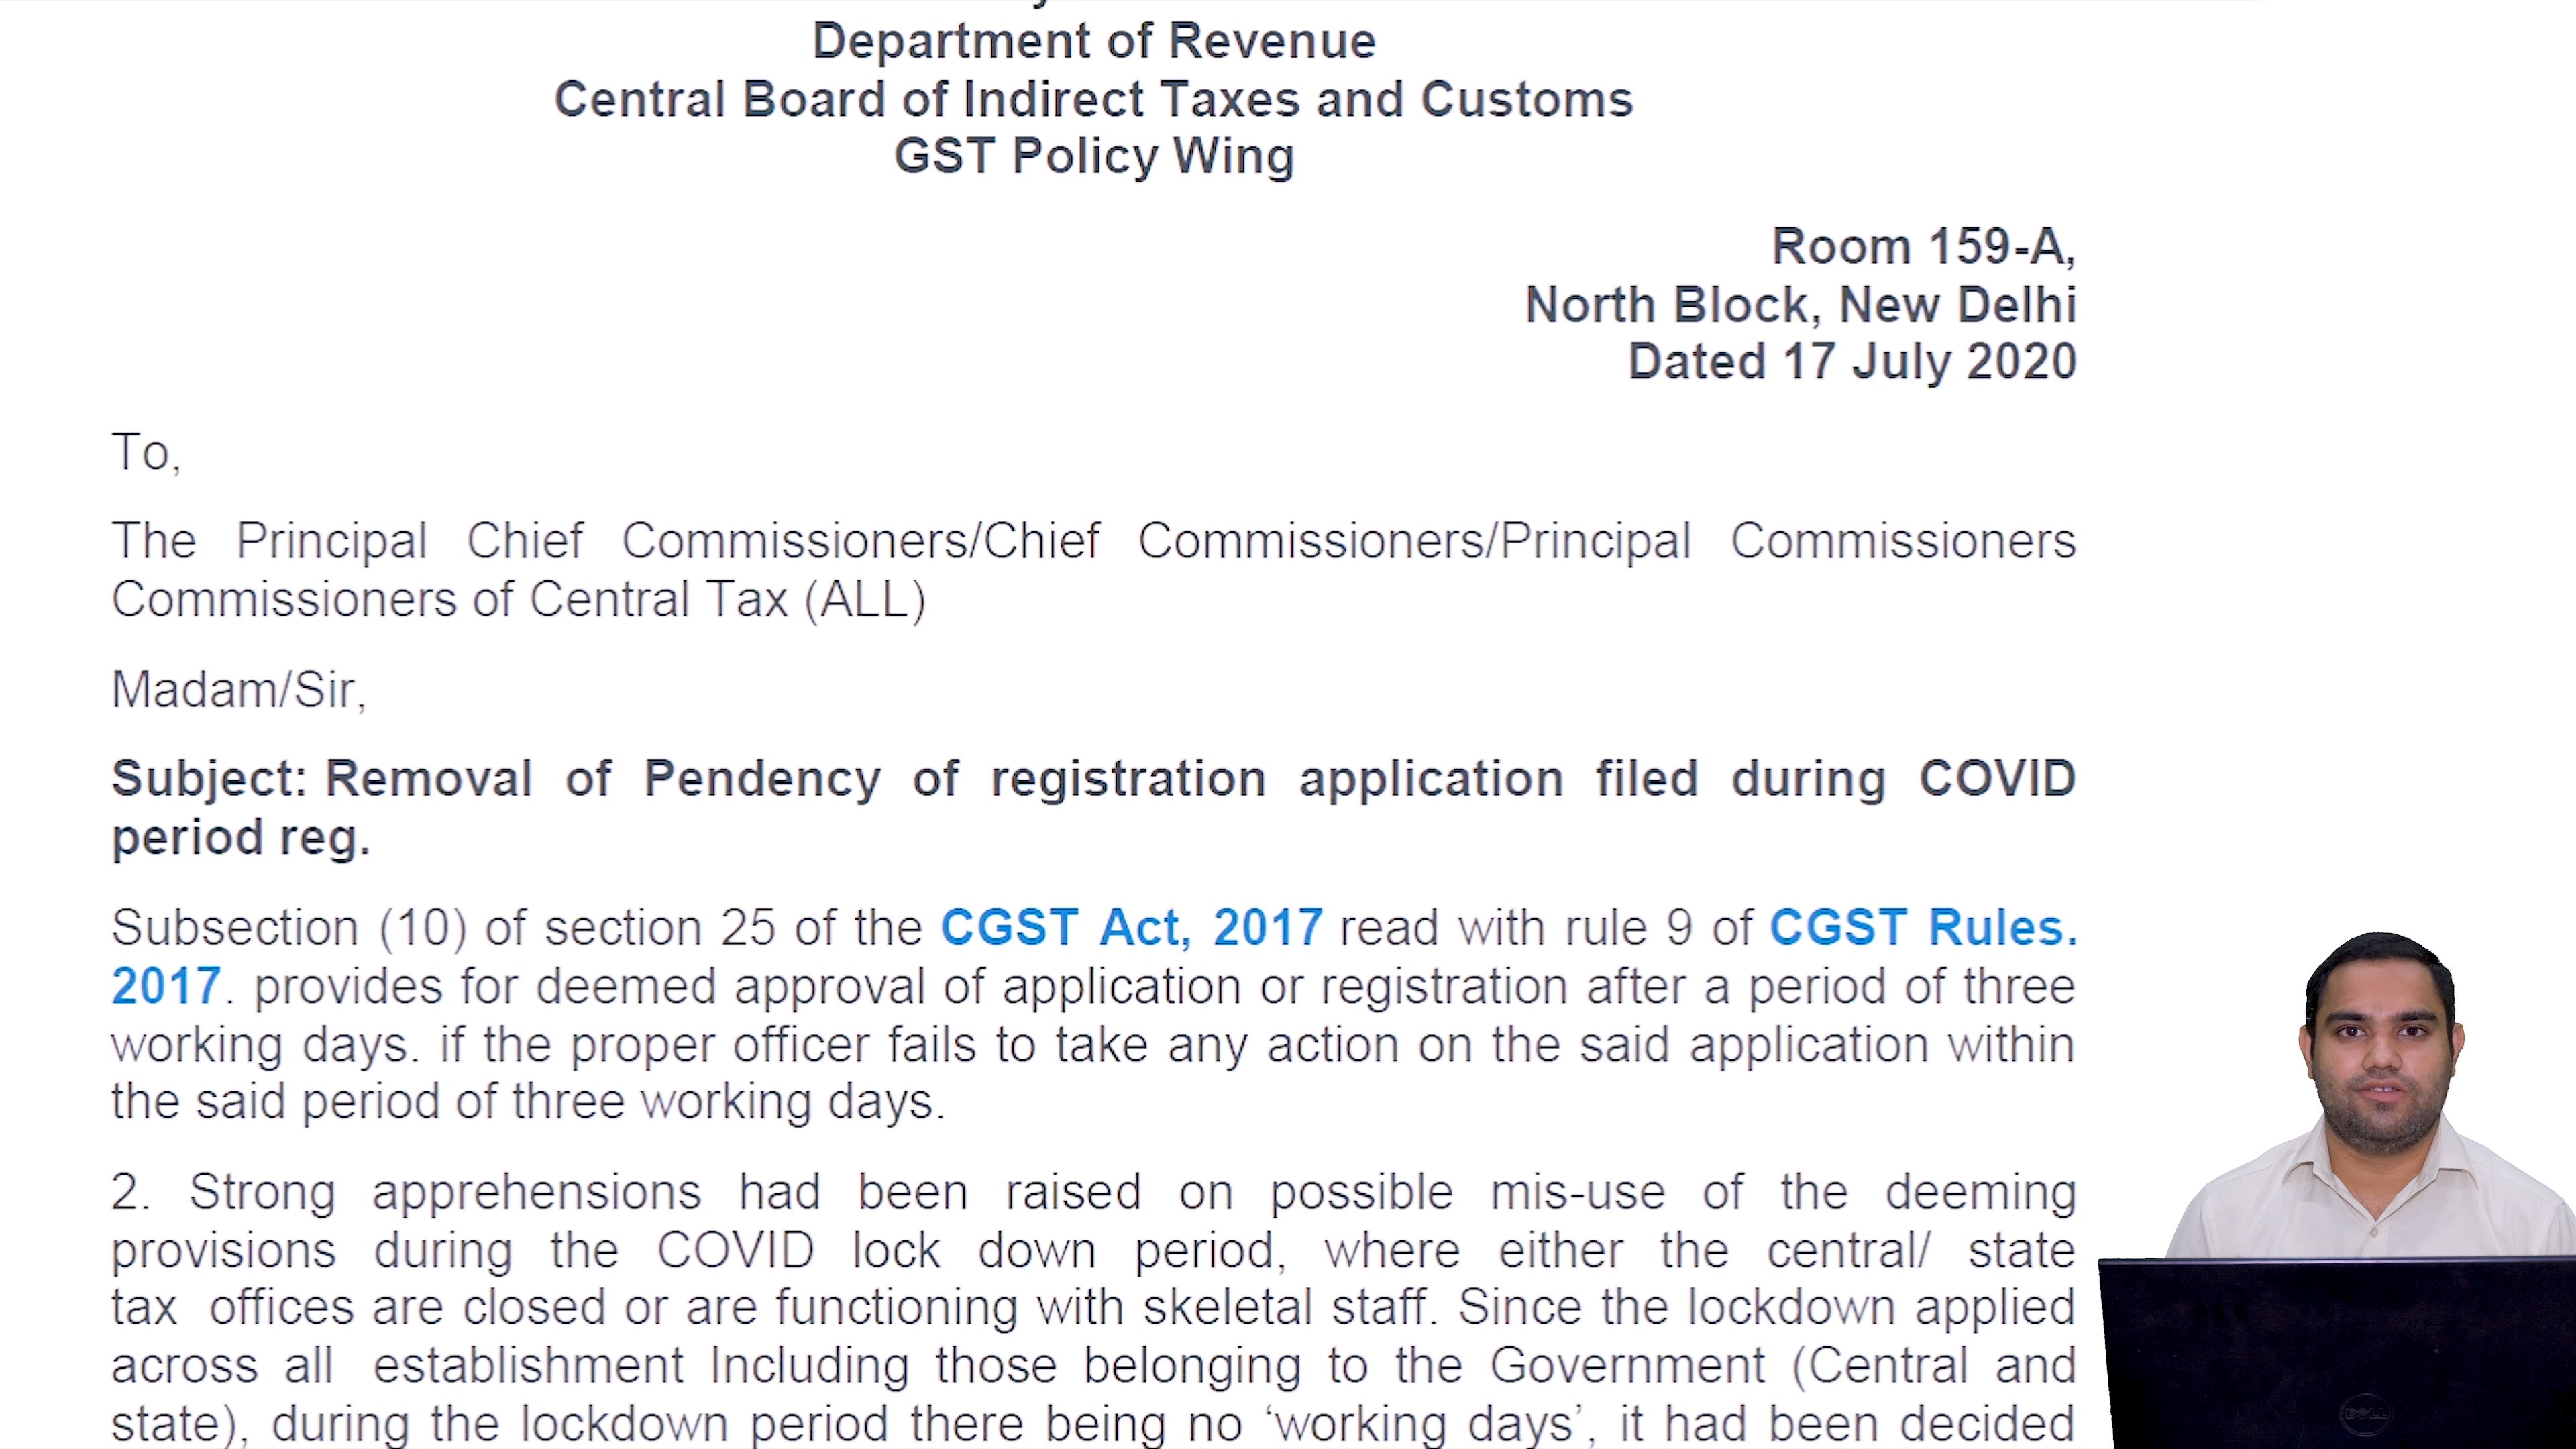 Department of Revenue
Central Board of Indirect Taxes and Customs
GST Policy Wing
Room 159-A,
North Block, New Delhi
Dated 17 July 2020
To,
The Principal Chief Commissioners/Chief Commissioners/Principal Commissioners
Commissioners of Central Tax (ALL)
Madam/Sir,
Subject: Removal of Pendency of registration application filed during COVID
period reg.
Subsection (10) of section 25 of the CGST Act, 2017 read with rule 9 of CGST Rules.
2017. provides for deemed approval of application or registration after a period of three
working days. if the proper officer fails to take any action on the said application within
the said period of three working days.
2. Strong apprehensions had been raised on possible mis-use of the deeming
provisions during the COVID lock down period, where either the central/ state
tax offices are closed or are functioning with skeletal staff. Since the lockdown applied
across all establishment Including those belonging to the Government (Central and
state), during the lockdown period there being no ‘working days’, it had been decided
DELL